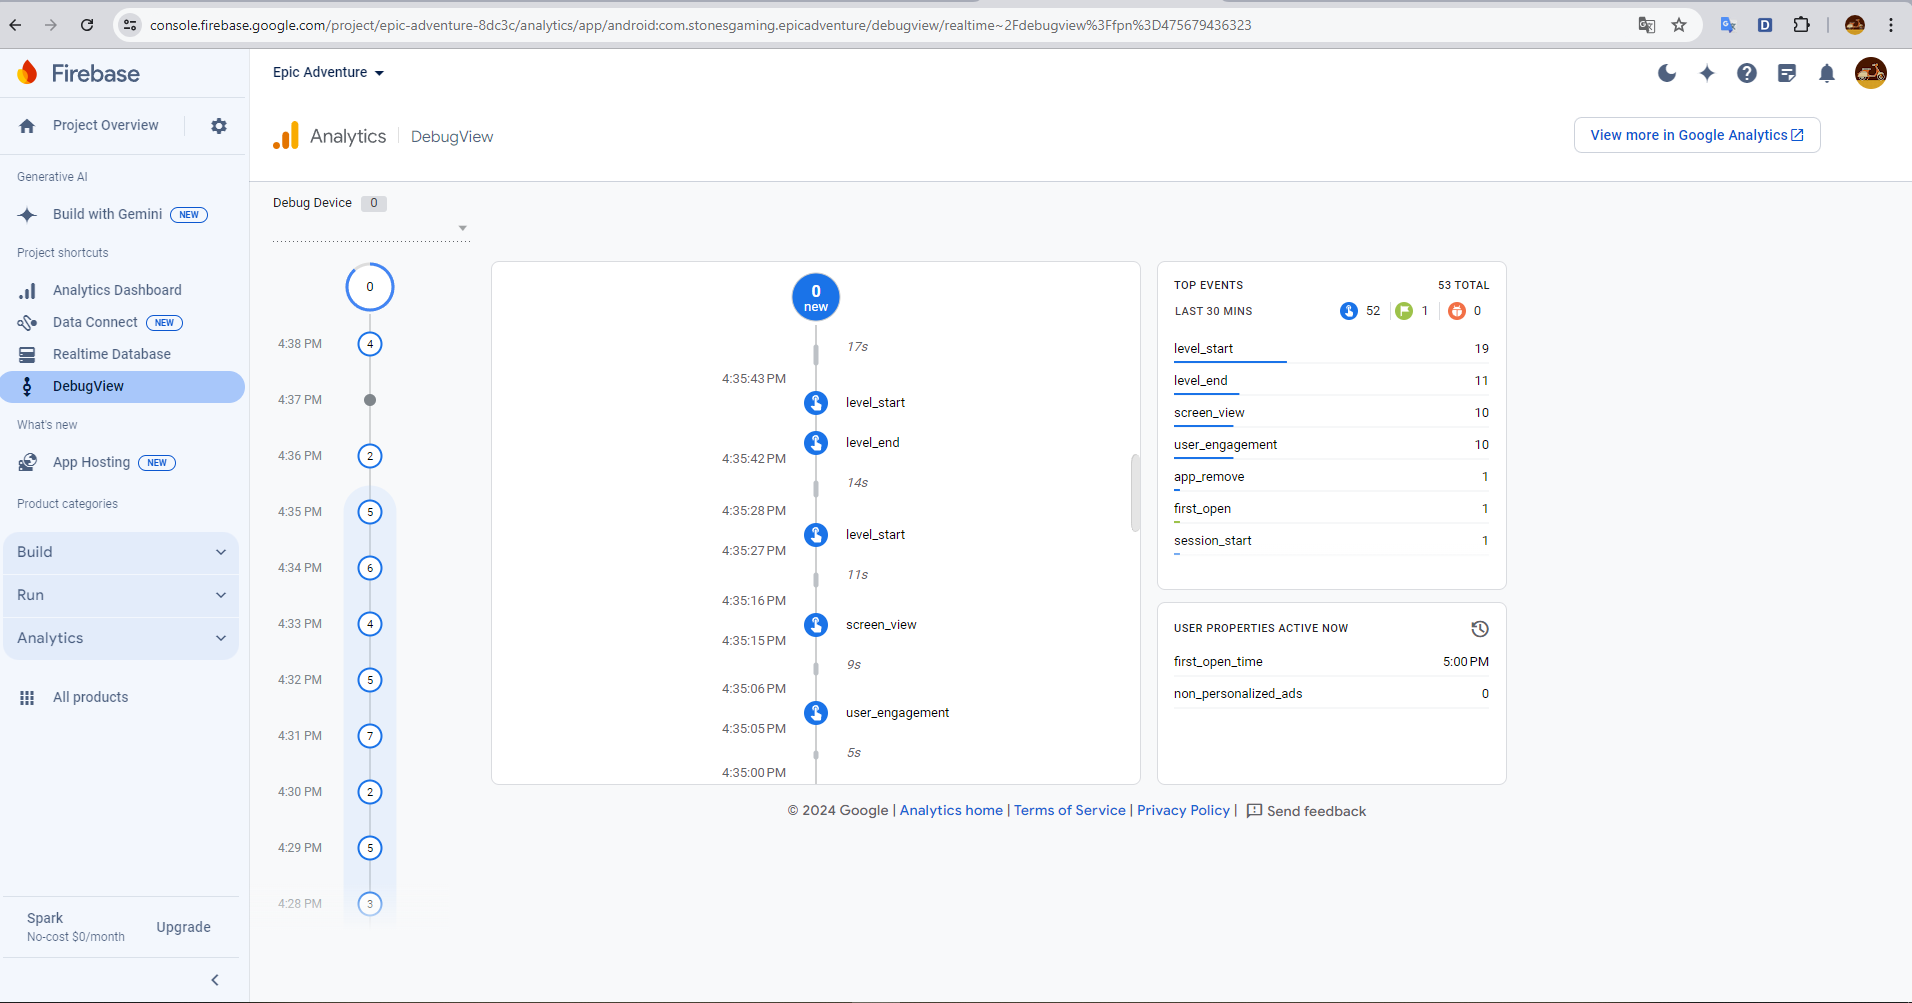 console.firebase.google.com/project/epic-adventure-8dc3c/analytics/app/android:com.stonesgaming.epicadventure/debugview/realtime~2Fdebugview%3Ffpn%3D475679436323
Firebase
Epic Adventure
Project Overview
Analytics
DebugView
View more in Google Analytics
Generative AI
Build with Gemini NEW
Project shortcuts
Analytics Dashboard
Data Connect NEW
Realtime Database
DebugView
What's new
App Hosting NEW
Product categories
Build
Run
Analytics
All products
Spark
No-cost $0/month
Upgrade
Debug Device 0
0
4:38 PM 4
4:37 PM
4:36 PM 2
4:35 PM 5
4:34 PM 6
4:33 PM 4
4:32 PM 5
4:31 PM 7
4:30 PM 2
4:29 PM 5
4:28 PM 3
0
new
17s
4:35:43 PM
level_start
level_end
4:35:42 PM
14s
4:35:28 PM
level_start
4:35:27 PM
11s
4:35:16 PM
screen_view
4:35:15 PM
9s
4:35:06 PM
user_engagement
4:35:05 PM
5s
4:35:00 PM
TOP EVENTS 53 TOTAL
LAST 30 MINS 52 1 0
level_start 19
level_end 11
screen_view 10
user_engagement 10
app_remove 1
first_open 1
session_start 1
USER PROPERTIES ACTIVE NOW
first_open_time 5:00 PM
non_personalized_ads 0
© 2024 Google | Analytics home | Terms of Service | Privacy Policy | Send feedback